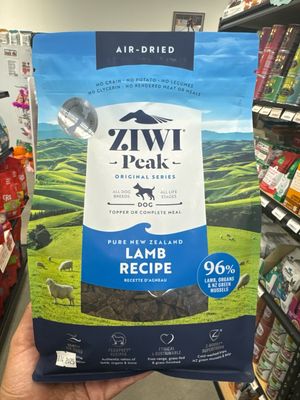 AIR-DRIED
NO GRAIN • NO POTATO • NO LEGUMES
NO GLYCERIN • NO RENDERED MEAT OR MEALS
ZIWI
Peak
ORIGINAL SERIES
ALL DOG
BREEDS
ALL LIFE
STAGES
DOG
TOPPER OR COMPLETE MEAL
PURE NEW ZEALAND
LAMB
RECIPE
RECETTE D'AGNEAU
96%
LAMB, ORGANS
& NZ GREEN
MUSSELS